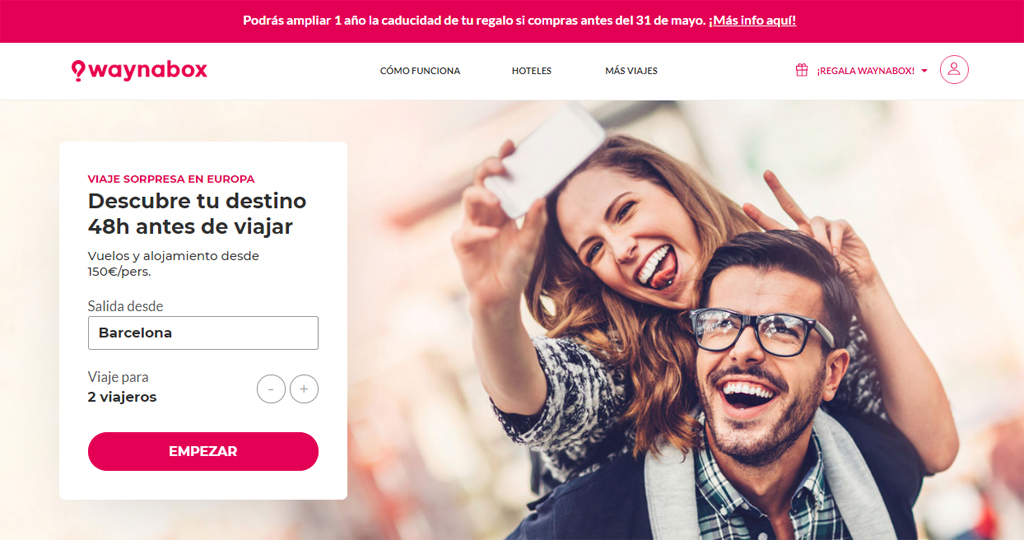 Podrás ampliar 1 año la caducidad de tu regalo si compras antes del 31 de mayo. ¡Más info aquí!
waynabox
CÓMO FUNCIONA
HOTELES
MÁS VIAJES
¡REGALA WAYNABOX!
VIAJE SORPRESA EN EUROPA
Descubre tu destino
48h antes de viajar
Vuelos y alojamiento desde
150€/pers.
Salida desde
Barcelona
Viaje para
2 viajeros
- +
EMPEZAR